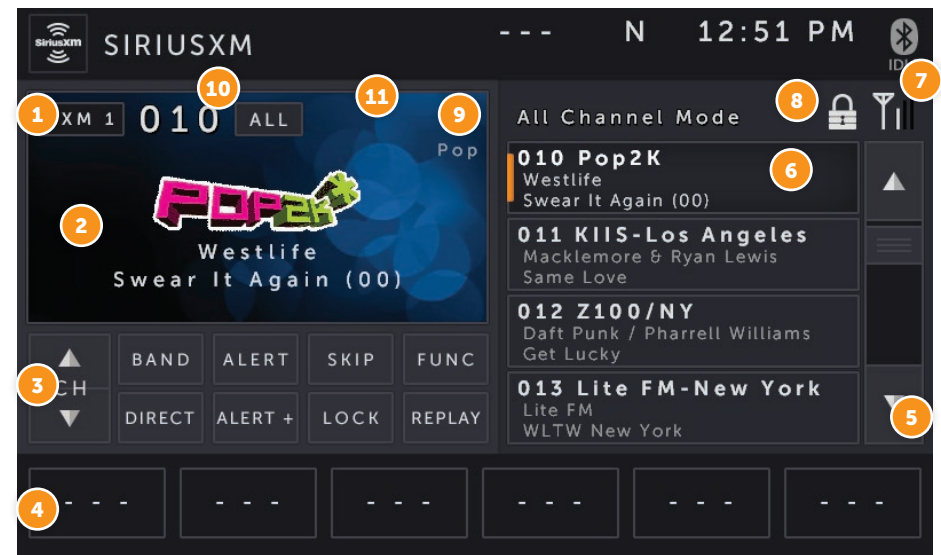 siriusxm SIRIUSXM - - - N 12:51 PM
IDL
7
1 XM 1 010 10 ALL 11 9
Pop
2
POP2K
Westlife
Swear It Again (00)
All Channel Mode 8
010 Pop2K
Westlife
Swear It Again (00)
6
011 KIIS-Los Angeles
Macklemore & Ryan Lewis
Same Love
012 Z100/NY
Daft Punk / Pharrell Williams
Get Lucky
013 Lite FM-New York
Lite FM
WLTW New York
5
3 CH
BAND ALERT SKIP FUNC
DIRECT ALERT + LOCK REPLAY
4 - - - - - - - - - - - - - - - - - -